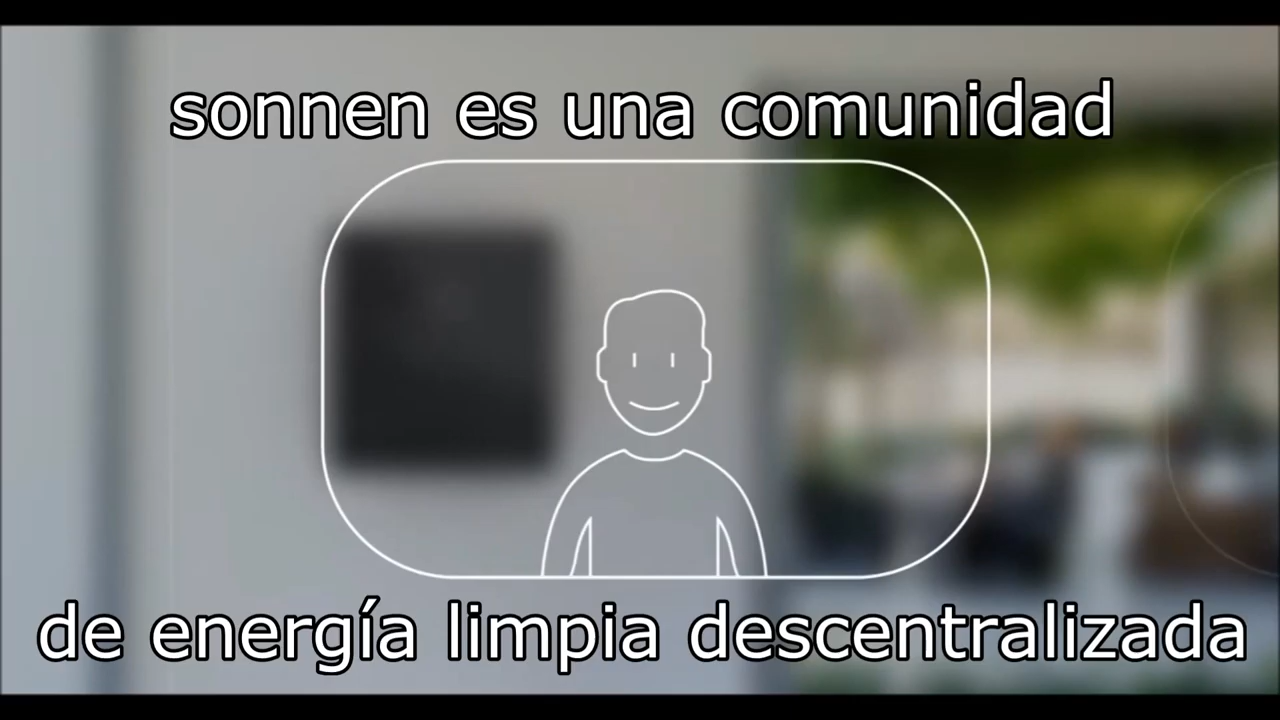 sonnen es una comunidad
de energía limpia descentralizada